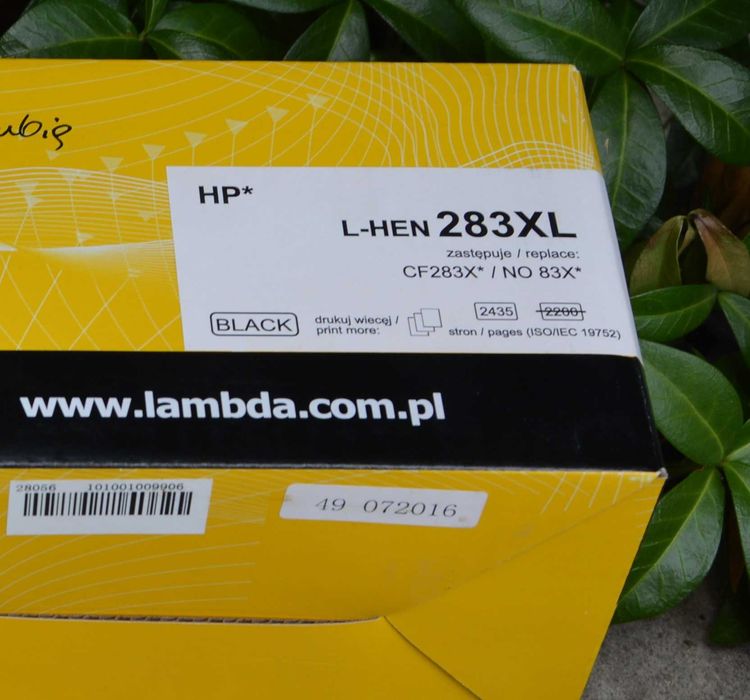 HP*
L-HEN 283XL
zastępuje / replace:
CF283X* / NO 83X*
BLACK
drukuj wiecej /
print more:
2435 2200
stron / pages (ISO/IEC 19752)
www.lambda.com.pl
28056 101001009906
49 072016